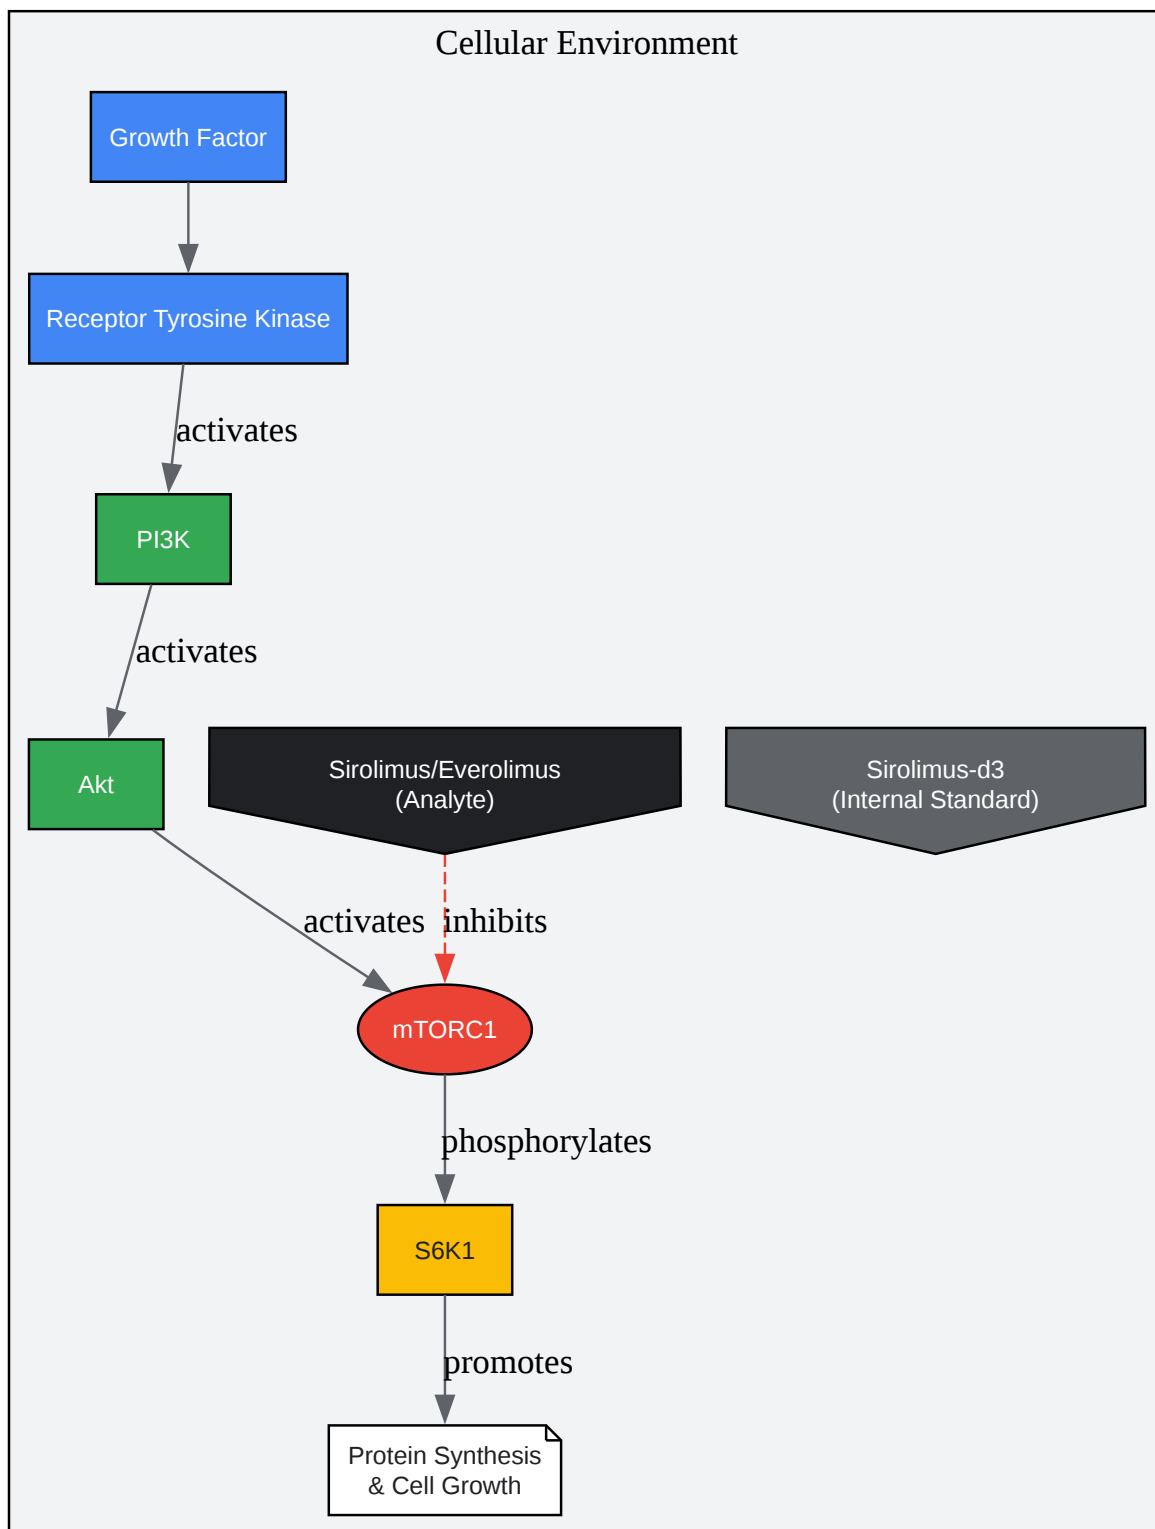 Cellular Environment
Growth Factor
Receptor Tyrosine Kinase
activates
PI3K
activates
Akt
Sirolimus/Everolimus
(Analyte)
Sirolimus-d3
(Internal Standard)
activates
inhibits
mTORC1
phosphorylates
S6K1
promotes
Protein Synthesis
& Cell Growth